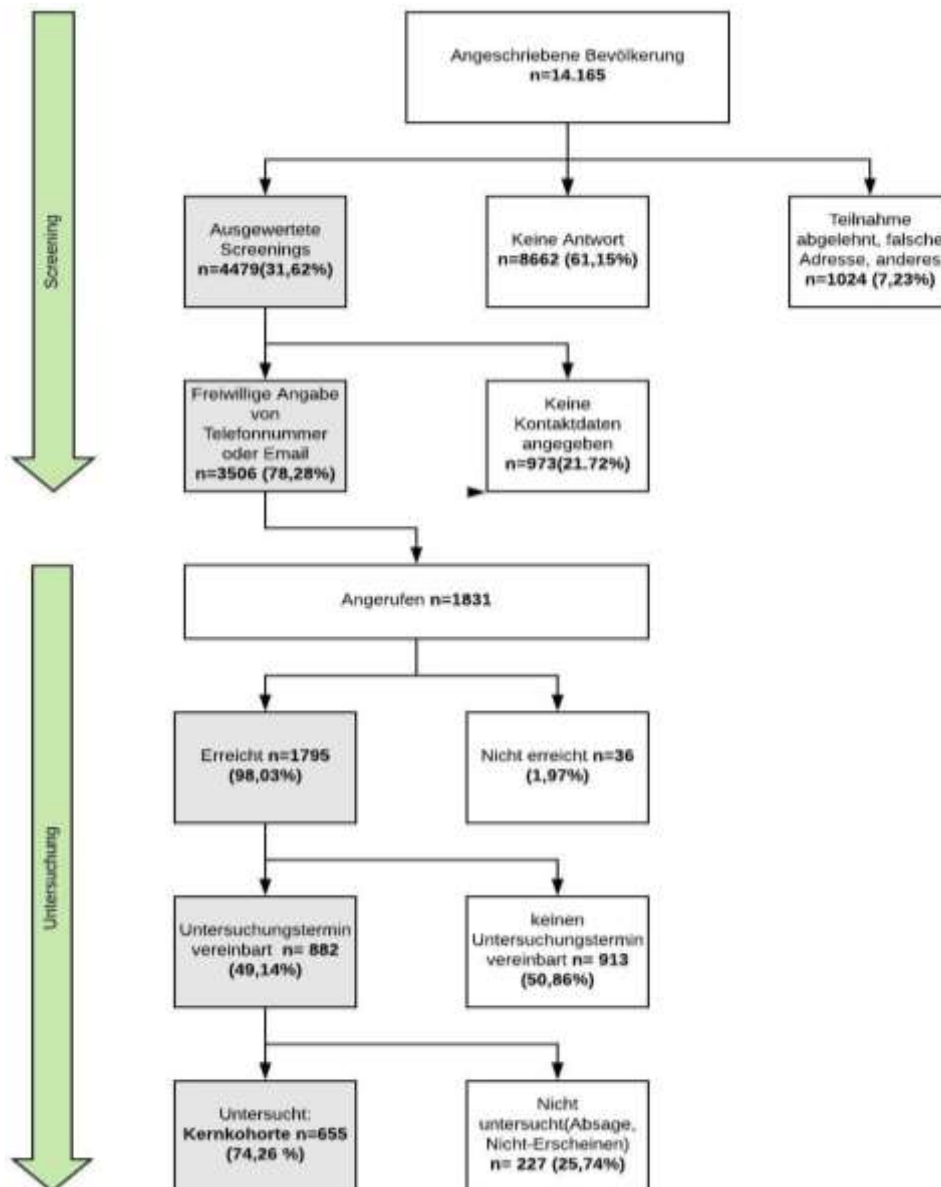 Screening
Angeschriebene Bevölkerung
n=14.165
Ausgewertete
Screenings
n=4479(31,62%)
Keine Antwort
n=8662 (61,15%)
Teilnahme
abgelehnt, falsche
Adresse, anderes
n=1024 (7,23%)
Freiwillige Angabe
von
Telefonnummer
oder Email
n=3506 (78,28%)
Keine
Kontaktdaten
angegeben
n=973(21.72%)
Untersuchung
Angerufen n=1831
Erreicht n=1795
(98,03%)
Nicht erreicht n=36
(1,97%)
Untersuchungstermin
vereinbart n= 882
(49,14%)
keinen
Untersuchungstermin
vereinbart n= 913
(50,86%)
Untersucht:
Kernkohorte n=655
(74,26 %)
Nicht
untersucht(Absage,
Nicht-Erscheinen)
n= 227 (25,74%)